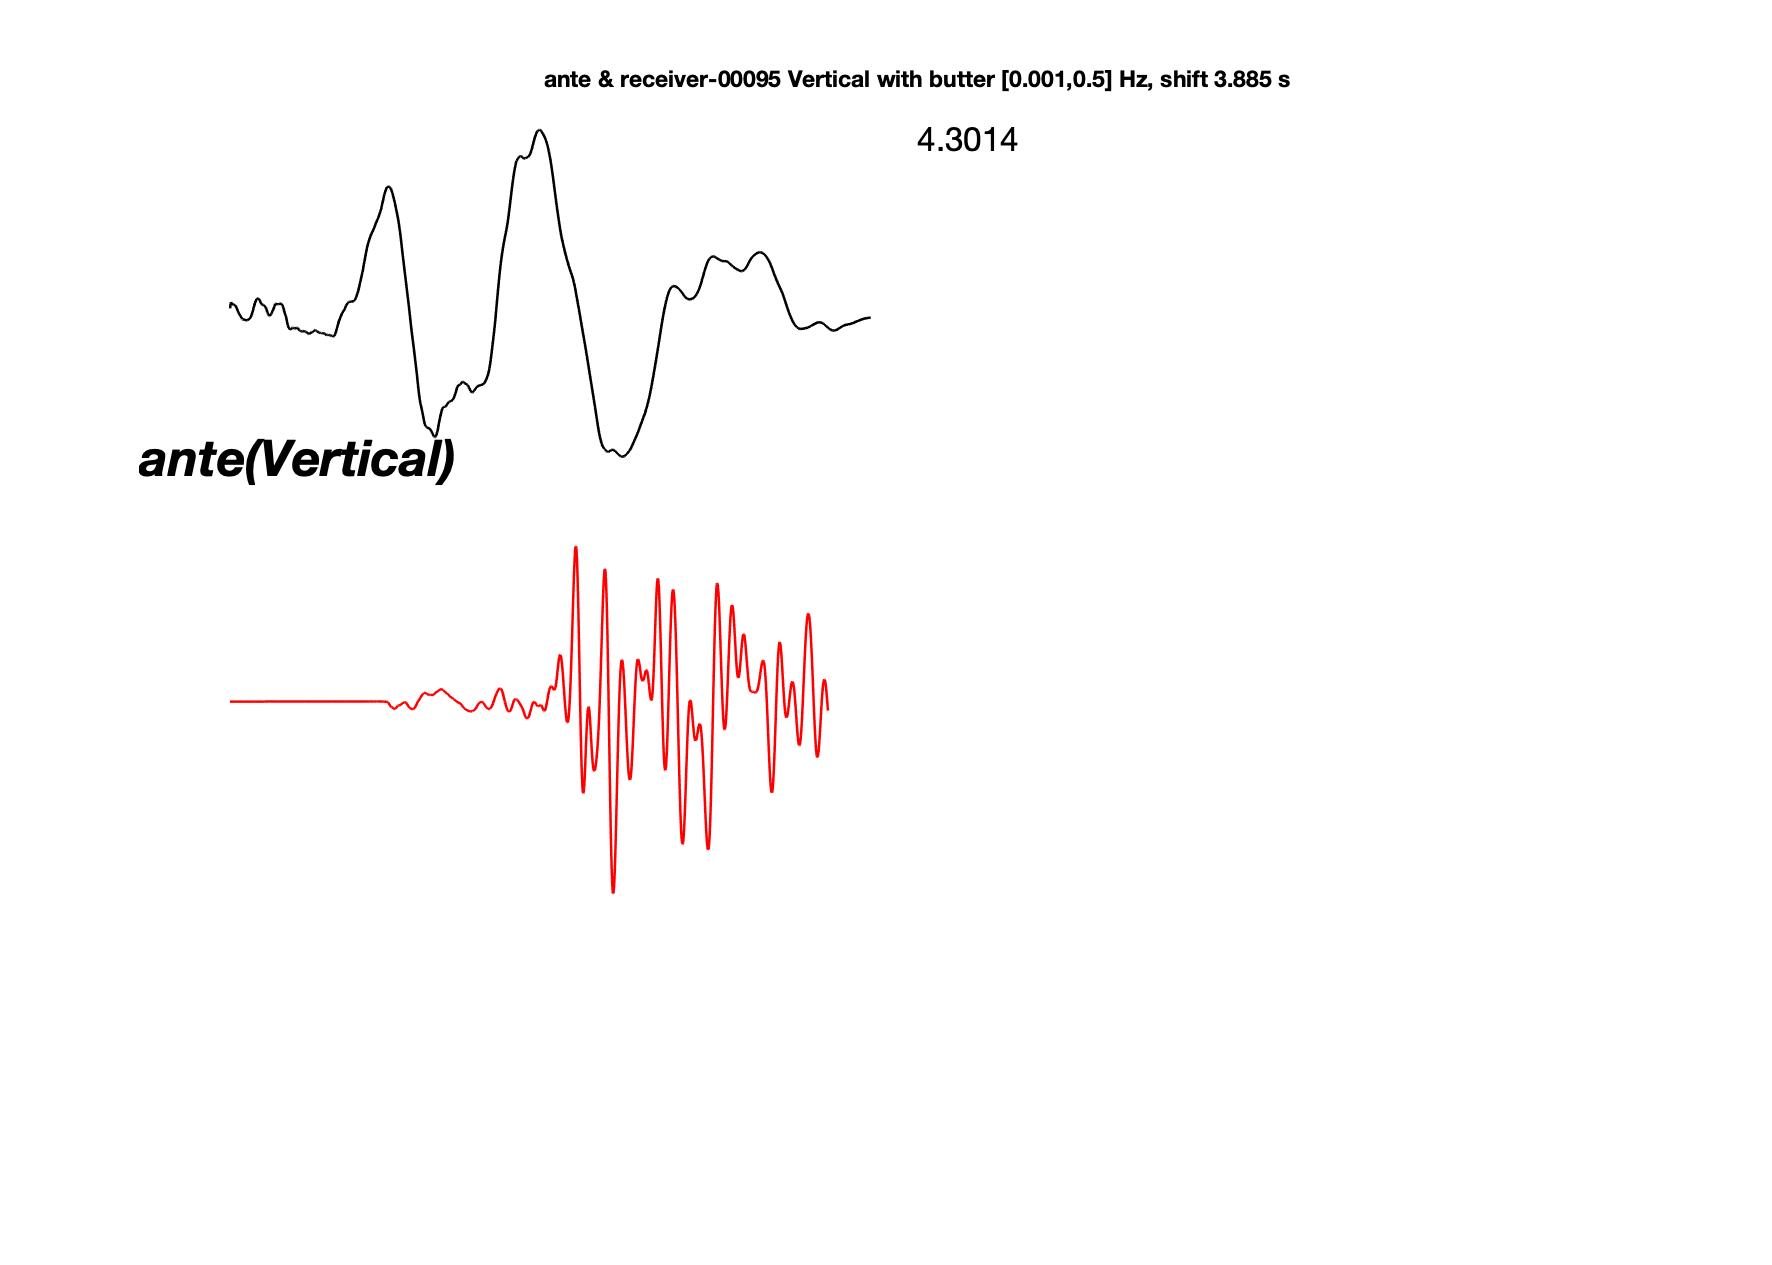 ante & receiver-00095 Vertical with butter [0.001,0.5] Hz, shift 3.885 s
4.3014
ante(Vertical)